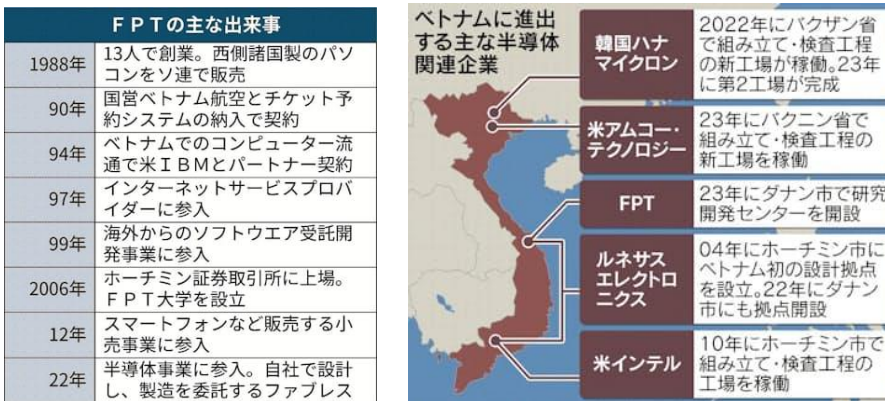 ＦＰＴの主な出来事
1988年
13人で創業。西側諸国製のパソ
コンをソ連で販売
90年
国営ベトナム航空とチケット予
約システムの納入で契約
94年
ベトナムでのコンピューター流
通で米ＩＢＭとパートナー契約
97年
インターネットサービスプロバ
イダーに参入
99年
海外からのソフトウエア受託開
発事業に参入
2006年
ホーチミン証券取引所に上場。
ＦＰＴ大学を設立
12年
スマートフォンなど販売する小
売事業に参入
22年
半導体事業に参入。自社で設計
し、製造を委託するファブレス
ベトナムに進出
する主な半導体
関連企業
韓国ハナ
マイクロン
2022年にバクザン省
で組み立て・検査工程
の新工場が稼働。23年
に第2工場が完成
米アムコー・
テクノロジー
23年にバクニン省で
組み立て・検査工程の
新工場を稼働
FPT
23年にダナン市で研究
開発センターを開設
ルネサス
エレクトロ
ニクス
04年にホーチミン市に
ベトナム初の設計拠点
を設立。22年にダナン
市にも拠点開設
米インテル
10年にホーチミン市で
組み立て・検査工程の
工場を稼働